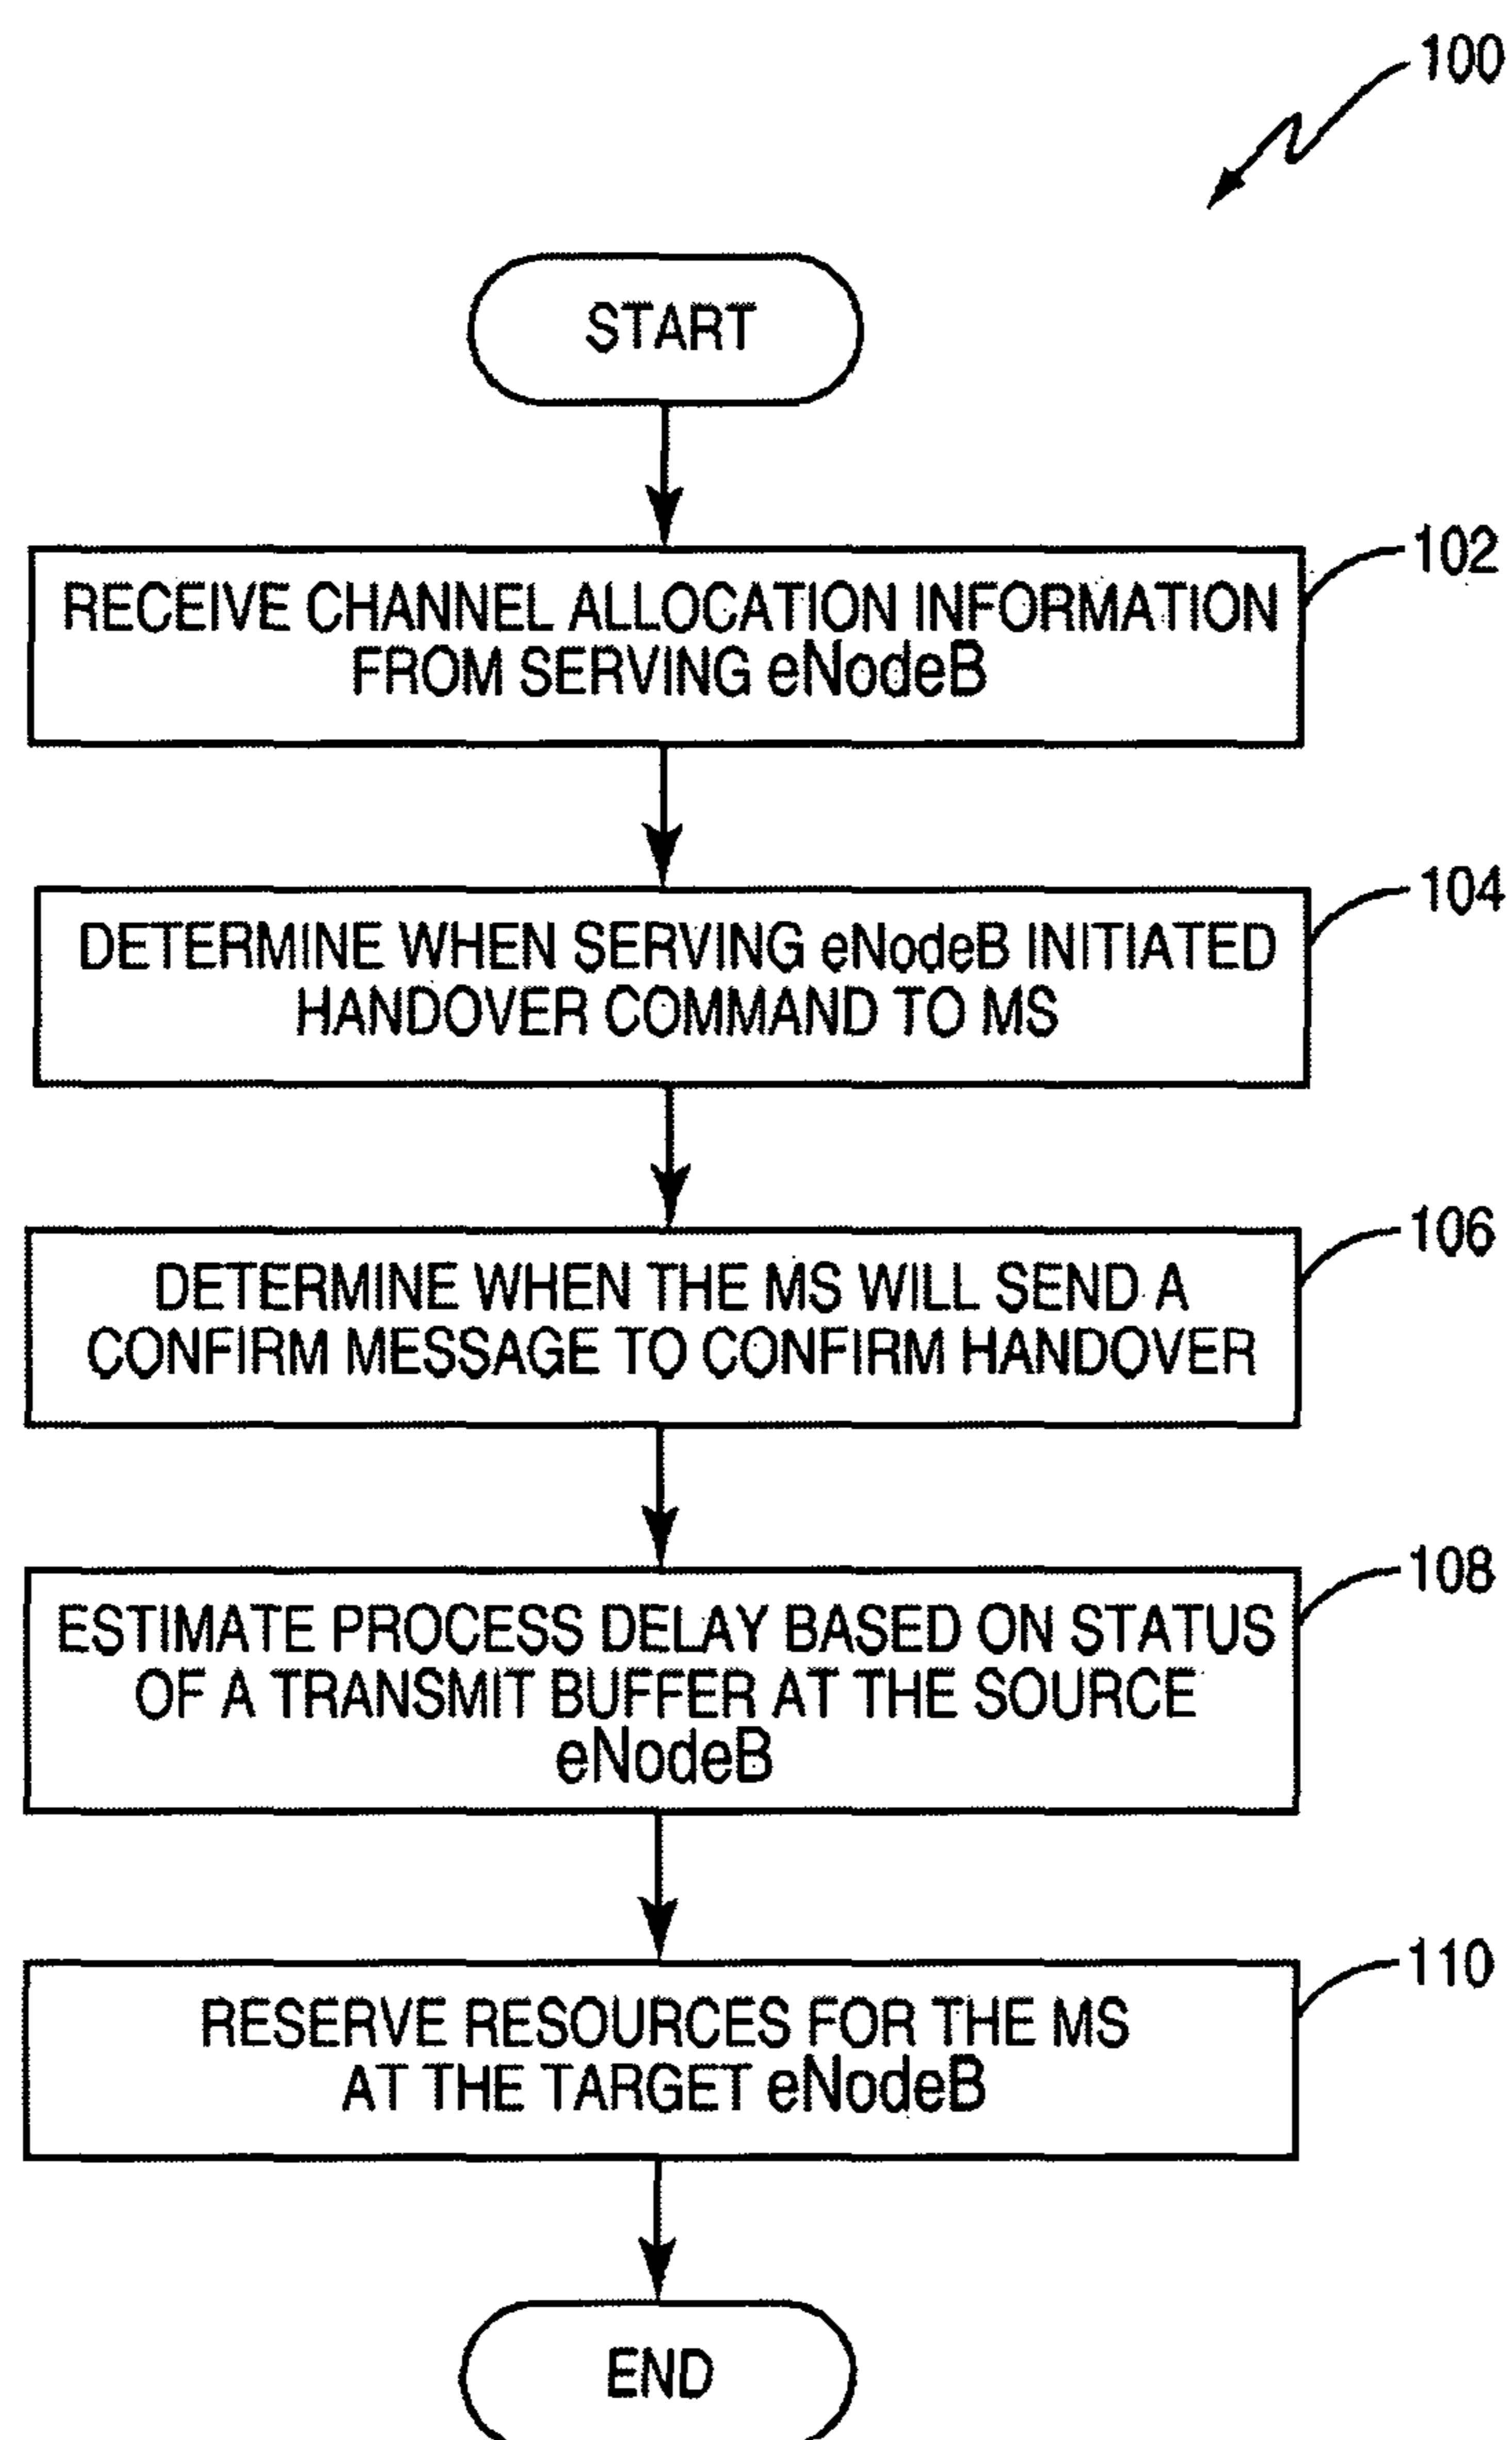 100
START
102
RECEIVE CHANNEL ALLOCATION INFORMATION
FROM SERVING eNodeB
104
DETERMINE WHEN SERVING eNodeB INITIATED
HANDOVER COMMAND TO MS
106
DETERMINE WHEN THE MS WILL SEND A
CONFIRM MESSAGE TO CONFIRM HANDOVER
108
ESTIMATE PROCESS DELAY BASED ON STATUS
OF A TRANSMIT BUFFER AT THE SOURCE
eNodeB
110
RESERVE RESOURCES FOR THE MS
AT THE TARGET eNodeB
END